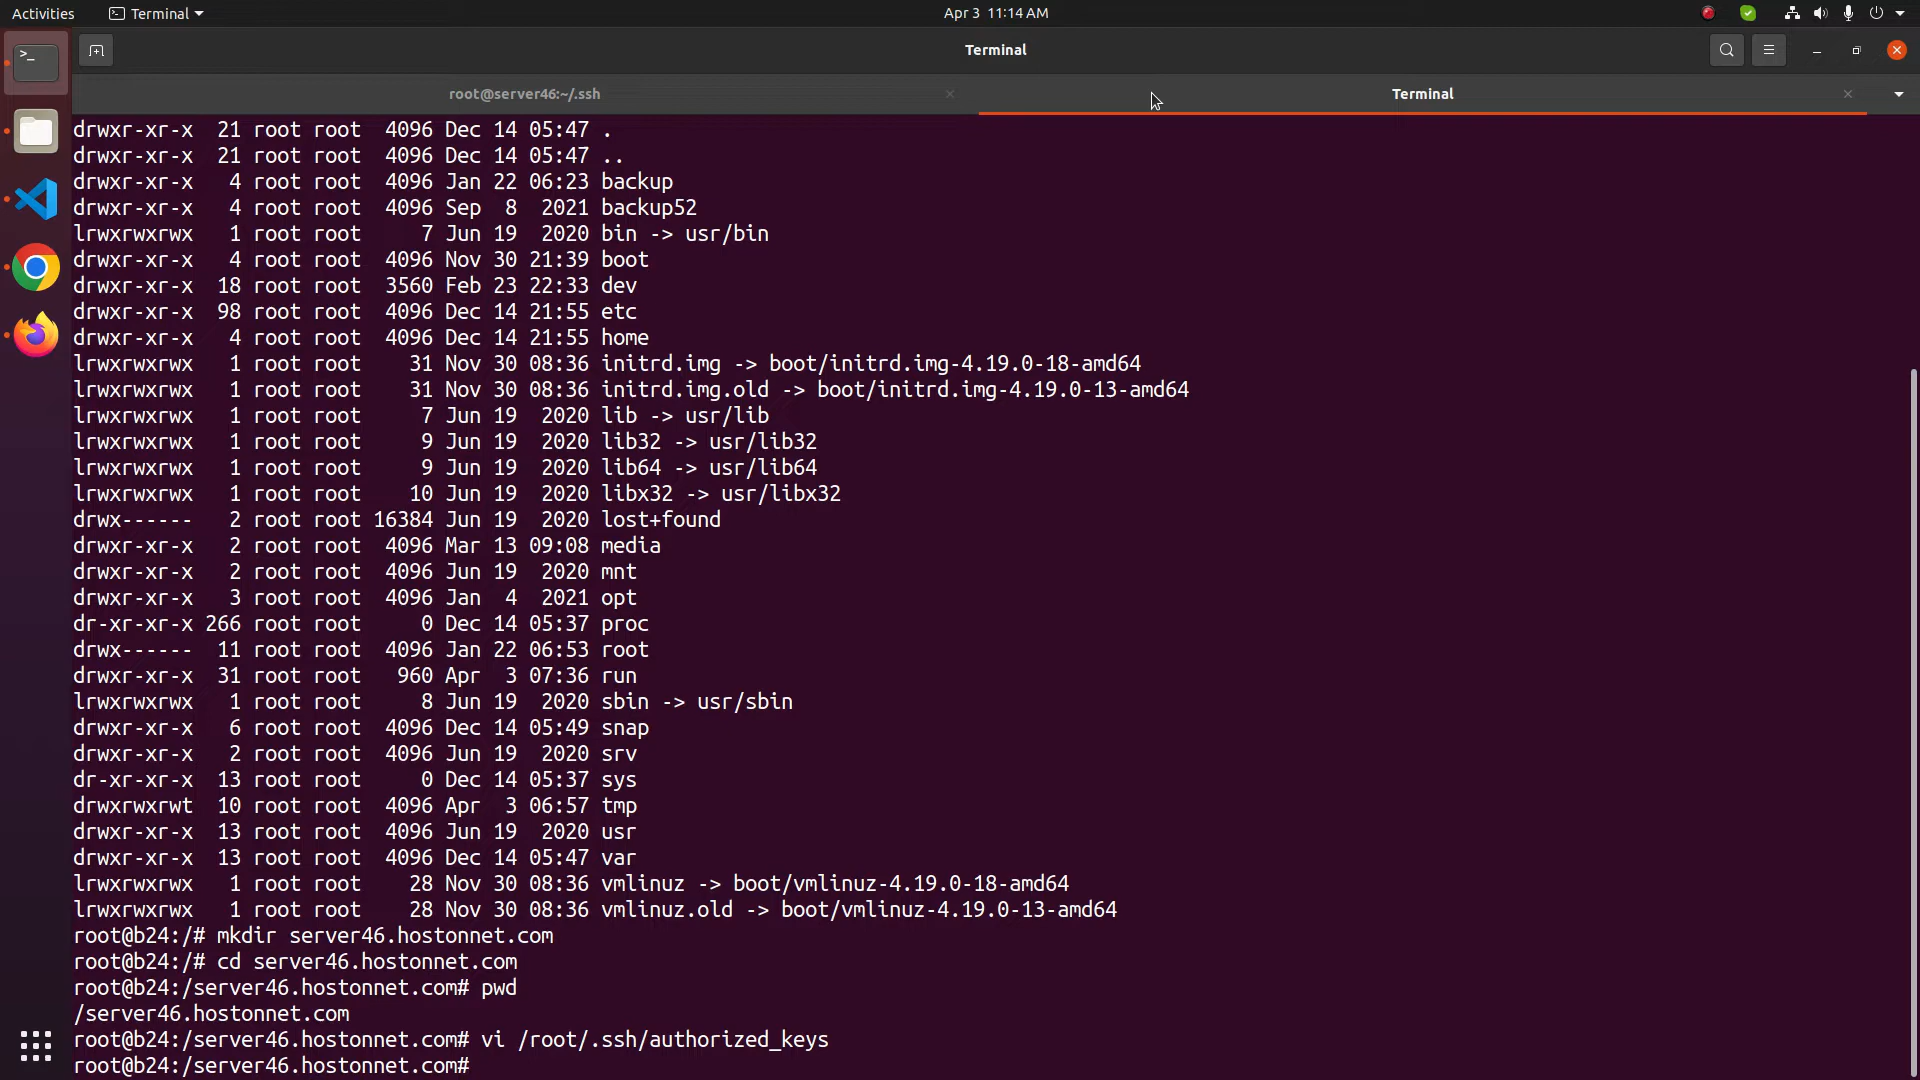 Activities
Terminal
Apr 3 11:14 AM
Terminal
root@server46:~/.ssh
Terminal
drwxr-xr-x  21 root root  4096 Dec 14 05:47 .
drwxr-xr-x  21 root root  4096 Dec 14 05:47 ..
drwxr-xr-x   4 root root  4096 Jan 22 06:23 backup
drwxr-xr-x   4 root root  4096 Sep  8  2021 backup52
lrwxrwxrwx   1 root root     7 Jun 19  2020 bin -> usr/bin
drwxr-xr-x   4 root root  4096 Nov 30 21:39 boot
drwxr-xr-x  18 root root  3560 Feb 23 22:33 dev
drwxr-xr-x  98 root root  4096 Dec 14 21:55 etc
drwxr-xr-x   4 root root  4096 Dec 14 21:55 home
lrwxrwxrwx   1 root root    31 Nov 30 08:36 initrd.img -> boot/initrd.img-4.19.0-18-amd64
lrwxrwxrwx   1 root root    31 Nov 30 08:36 initrd.img.old -> boot/initrd.img-4.19.0-13-amd64
lrwxrwxrwx   1 root root     7 Jun 19  2020 lib -> usr/lib
lrwxrwxrwx   1 root root     9 Jun 19  2020 lib32 -> usr/lib32
lrwxrwxrwx   1 root root     9 Jun 19  2020 lib64 -> usr/lib64
lrwxrwxrwx   1 root root    10 Jun 19  2020 libx32 -> usr/libx32
drwx------   2 root root 16384 Jun 19  2020 lost+found
drwxr-xr-x   2 root root  4096 Mar 13 09:08 media
drwxr-xr-x   2 root root  4096 Jun 19  2020 mnt
drwxr-xr-x   3 root root  4096 Jan  4  2021 opt
dr-xr-xr-x 266 root root     0 Dec 14 05:37 proc
drwx------  11 root root  4096 Jan 22 06:53 root
drwxr-xr-x  31 root root   960 Apr  3 07:36 run
lrwxrwxrwx   1 root root     8 Jun 19  2020 sbin -> usr/sbin
drwxr-xr-x   6 root root  4096 Dec 14 05:49 snap
drwxr-xr-x   2 root root  4096 Jun 19  2020 srv
dr-xr-xr-x  13 root root     0 Dec 14 05:37 sys
drwxrwxrwt  10 root root  4096 Apr  3 06:57 tmp
drwxr-xr-x  13 root root  4096 Jun 19  2020 usr
drwxr-xr-x  13 root root  4096 Dec 14 05:47 var
lrwxrwxrwx   1 root root    28 Nov 30 08:36 vmlinuz -> boot/vmlinuz-4.19.0-18-amd64
lrwxrwxrwx   1 root root    28 Nov 30 08:36 vmlinuz.old -> boot/vmlinuz-4.19.0-13-amd64
root@b24:/# mkdir server46.hostonnet.com
root@b24:/# cd server46.hostonnet.com
root@b24:/server46.hostonnet.com# pwd
/server46.hostonnet.com
root@b24:/server46.hostonnet.com# vi /root/.ssh/authorized_keys
root@b24:/server46.hostonnet.com#